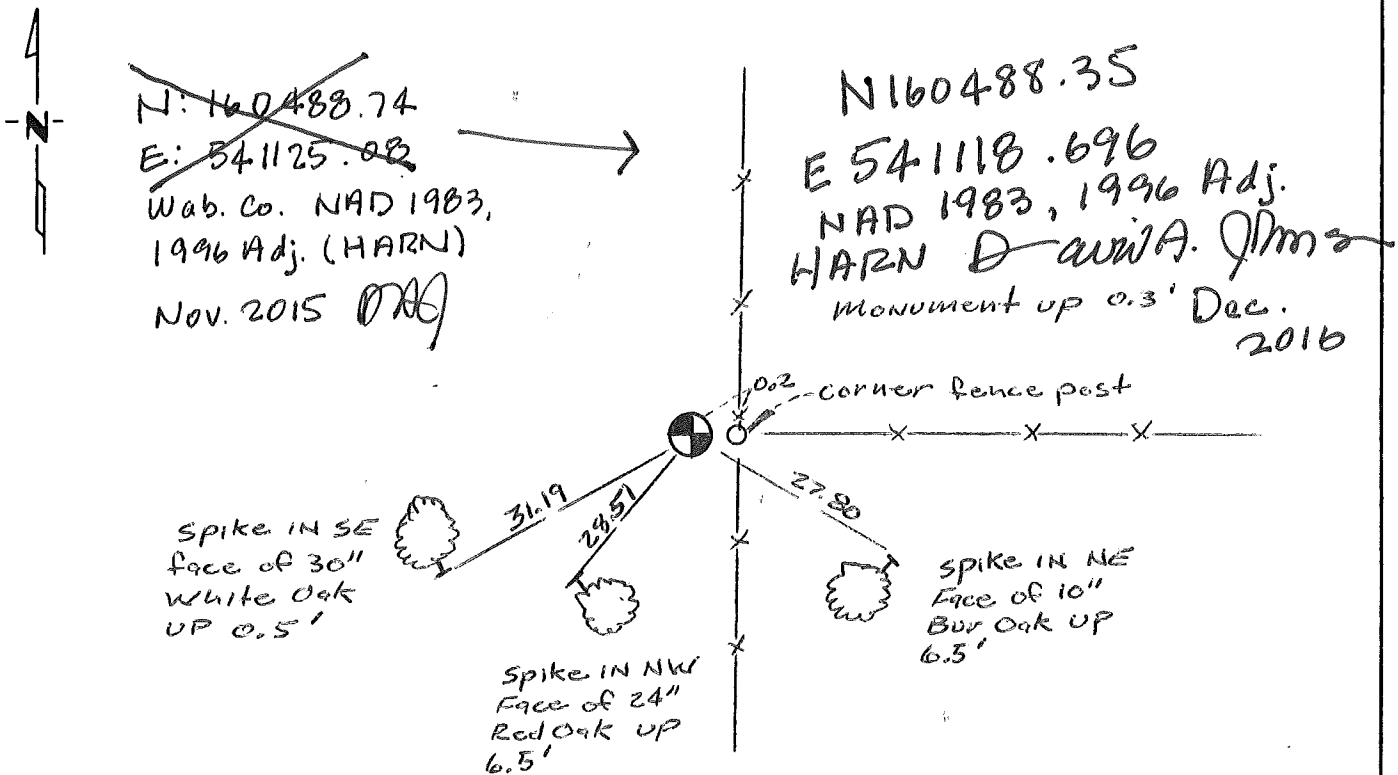 N
N: 160488.74
E: 541125.08
Wab. Co. NAD 1983,
1996 Adj. (HARN)
Nov. 2015 DAJ
N160488.35
E 541118.696
NAD 1983, 1996 Adj.
HARN David A. Johnson
Monument up 0.3' Dec.
2016
0.2
corner fence post
31.19
28.51
27.80
Spike IN SE
face of 30"
White Oak
UP 0.5'
Spike IN NW
Face of 24"
Red Oak up
6.5'
Spike IN NE
Face of 10"
Bur Oak up
6.5'